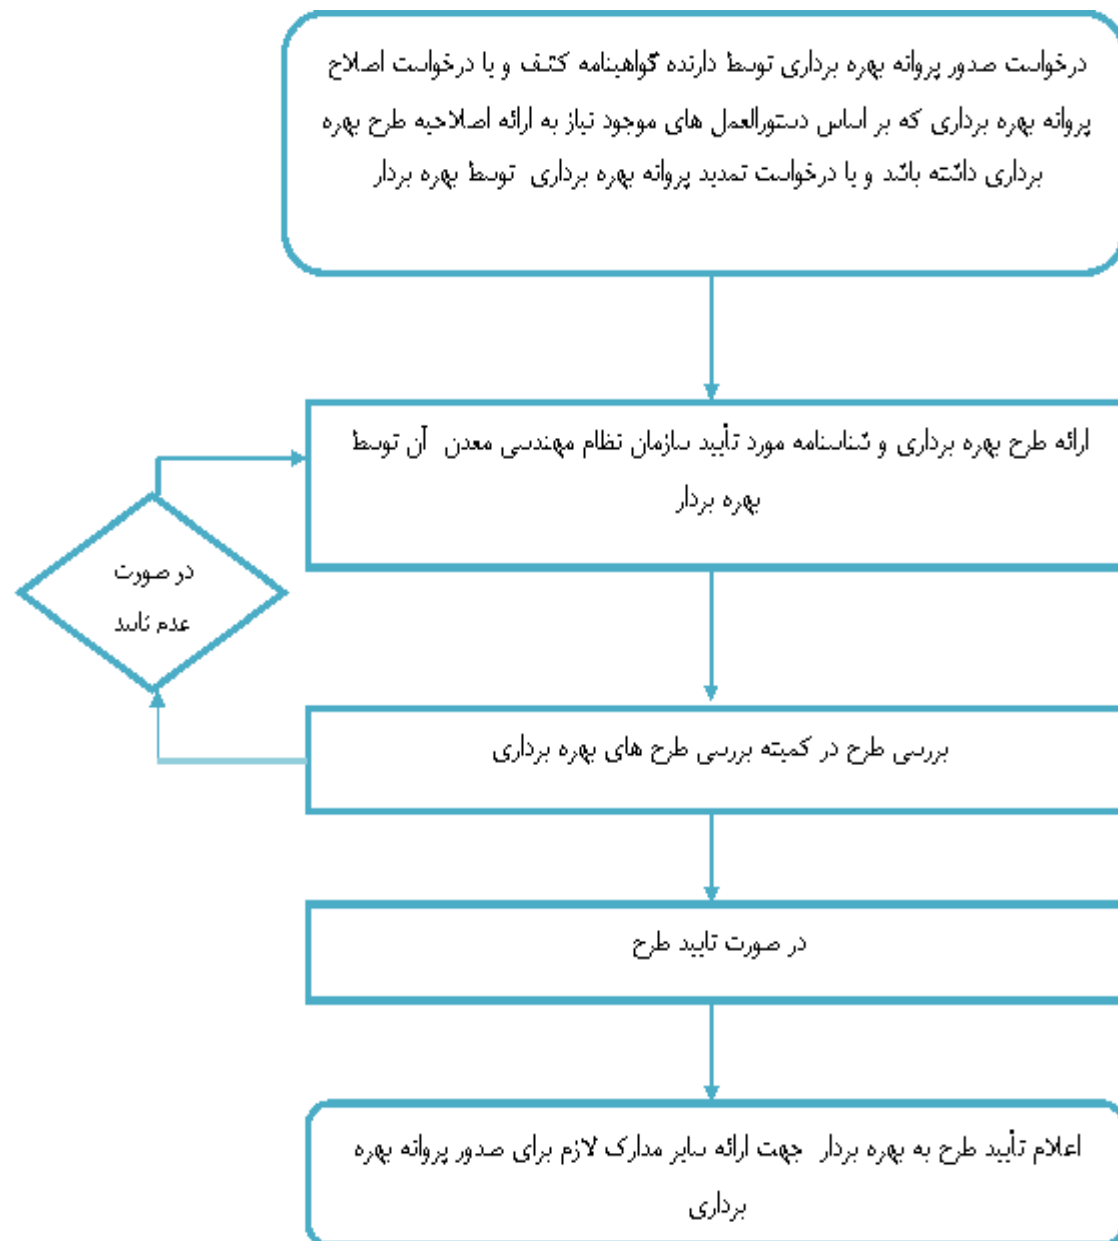 درخواست صدور پروانه بهره برداری توسط دارنده گواهینامه کشف و یا درخواست اصلاح
پروانه بهره برداری که بر اساس دستورالعمل های موجود نیاز به ارائه اصلاحیه طرح بهره
برداری داشته باشد و یا درخواست تمدید پروانه بهره برداری توسط بهره بردار
ارائه طرح بهره برداری و شناسنامه مورد تأیید سازمان نظام مهندسی معدن آن توسط
بهره بردار
در صورت
عدم تایید
بررسی طرح در کمیته بررسی طرح های بهره برداری
در صورت تایید طرح
اعلام تأیید طرح به بهره بردار جهت ارائه سایر مدارک لازم برای صدور پروانه بهره
برداری